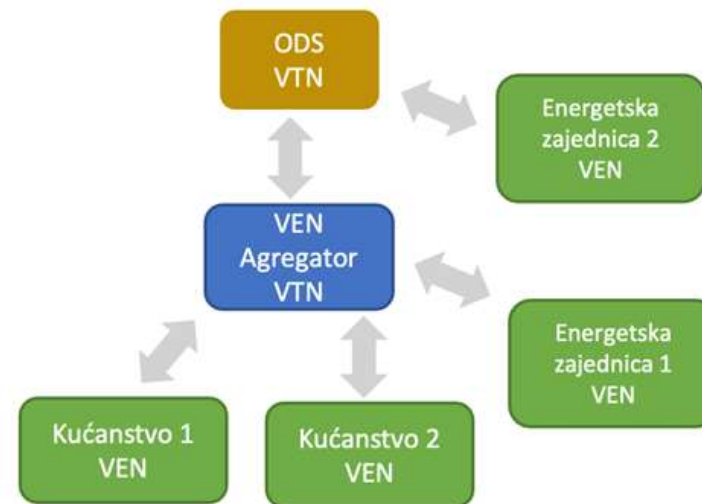 ODS
VTN
Energetska
zajednica 2
VEN
VEN
Agregator
VTN
Energetska
zajednica 1
VEN
Kućanstvo 1
VEN
Kućanstvo 2
VEN